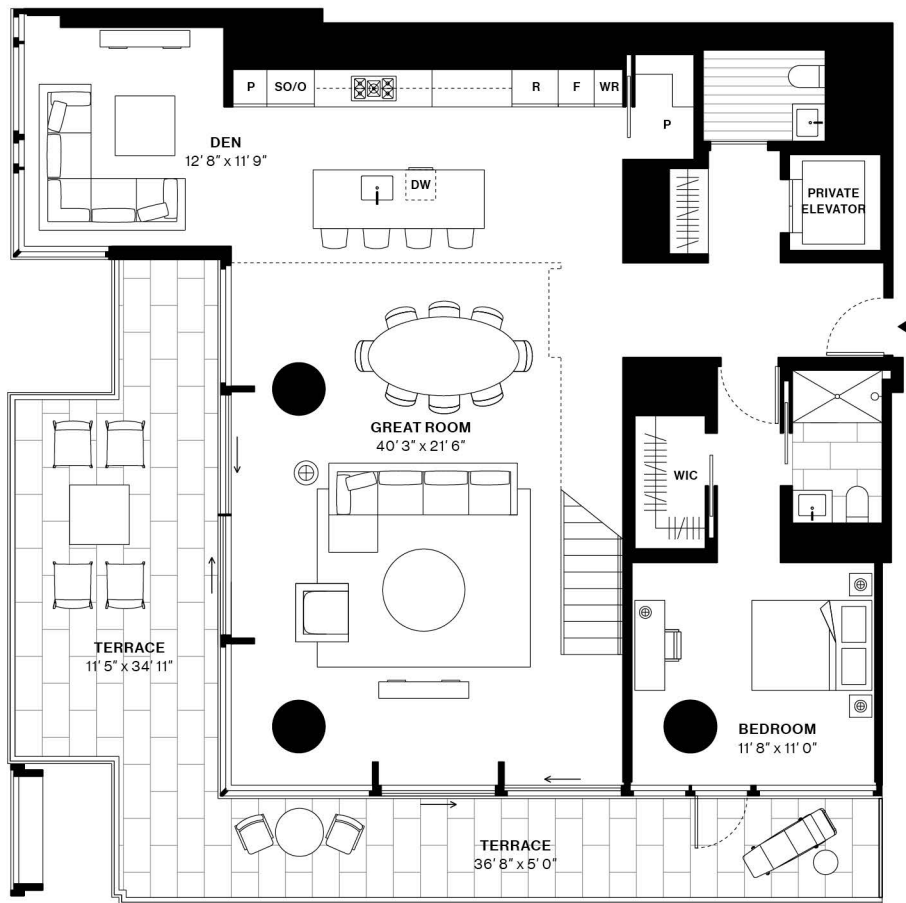 P
SO/O
R
F
WR
P
DEN
12' 8" x 11' 9"
DW
PRIVATE
ELEVATOR
GREAT ROOM
40' 3" x 21' 6"
WIC
TERRACE
11' 5" x 34' 11"
BEDROOM
11' 8" x 11' 0"
TERRACE
36' 8" x 5' 0"